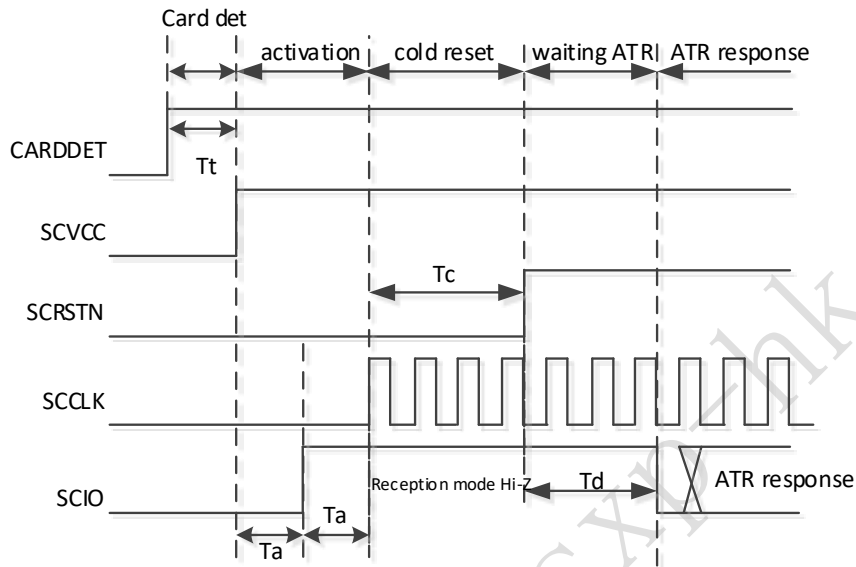 Card det
activation
cold reset
waiting ATR
ATR response
CARDDET
Tt
SCVCC
Tc
SCRSTN
SCCLK
Reception mode Hi-Z
Td
ATR response
SCIO
Ta
Ta